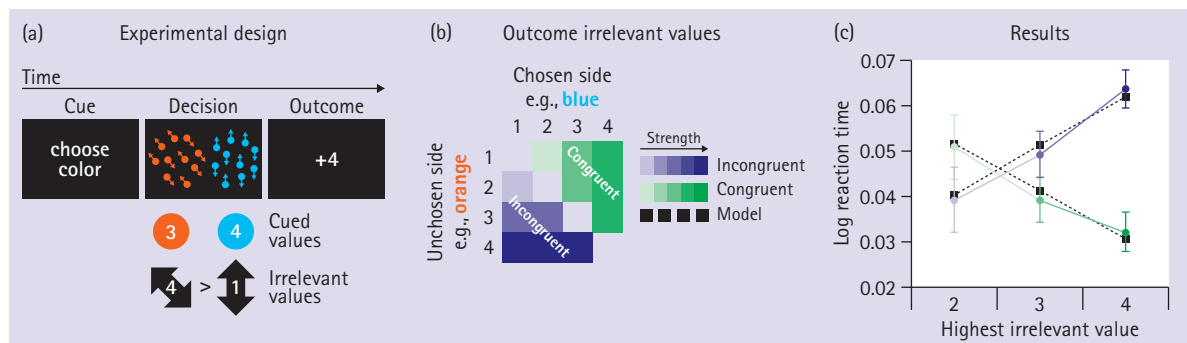 (a) Experimental design
Time
Cue Decision Outcome
choose
color
+4
3 4 Cued
values
4 > 1 Irrelevant
values
(b) Outcome irrelevant values
Chosen side
e.g., blue
1 2 3 4
Unchosen side
e.g., orange
1
2
3
4
Congruent
Incongruent
Strength
Incongruent
Congruent
Model
(c) Results
Log reaction time
0.07
0.06
0.05
0.04
0.03
0.02
2 3 4
Highest irrelevant value